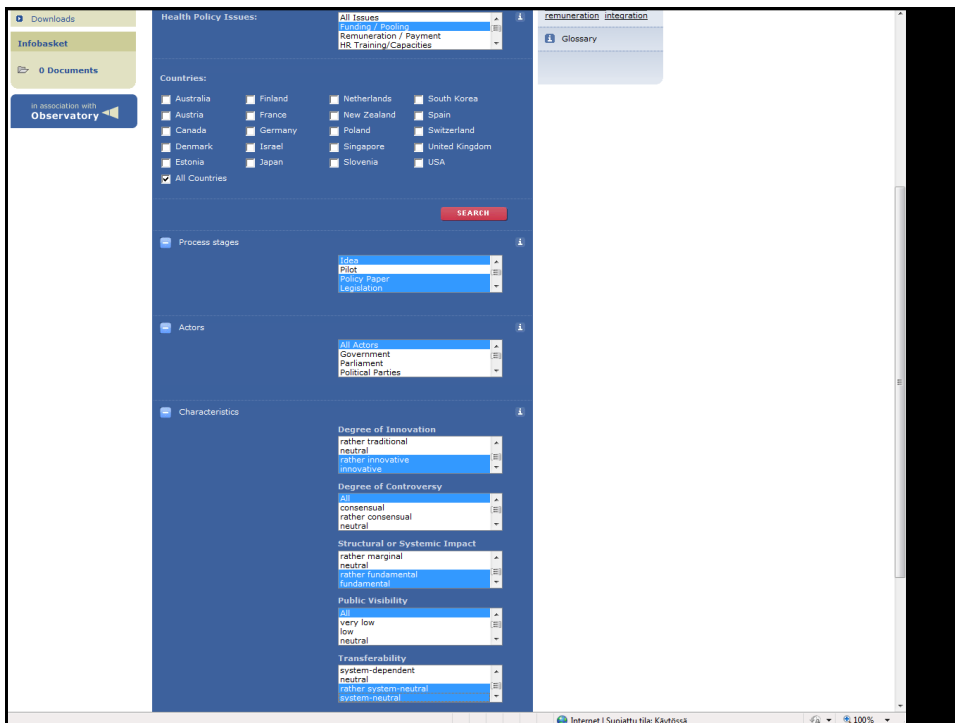 Downloads
Infobasket
0 Documents
in association with
Observatory
Health Policy Issues:
All Issues
Funding / Pooling
Remuneration / Payment
HR Training/Capacities
remuneration integration
Glossary
Countries:
Australia Finland Netherlands South Korea
Austria France New Zealand Spain
Canada Germany Poland Switzerland
Denmark Israel Singapore United Kingdom
Estonia Japan Slovenia USA
All Countries
SEARCH
Process stages
Idea
Pilot
Policy Paper
Legislation
Actors
All Actors
Government
Parliament
Political Parties
Characteristics
Degree of Innovation
rather traditional
neutral
rather innovative
innovative
Degree of Controversy
All
consensual
rather consensual
neutral
Structural or Systemic Impact
rather marginal
neutral
rather fundamental
fundamental
Public Visibility
All
very low
low
neutral
Transferability
system-dependent
neutral
rather system-neutral
system-neutral
Internet | Suojattu tila: Käytössä 100%